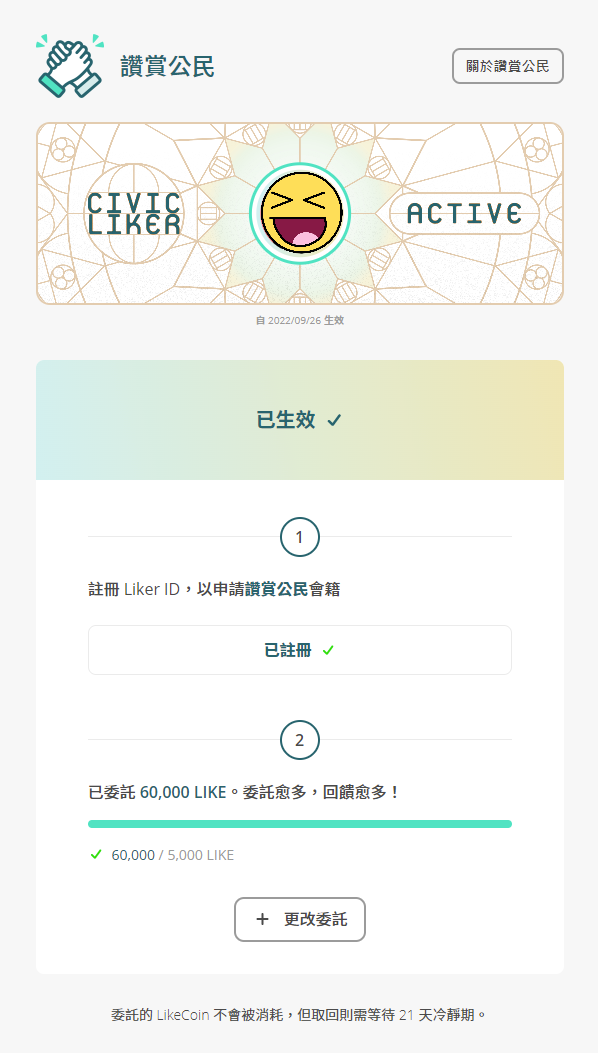 讚賞公民
關於讚賞公民
CIVIC
LIKER
ACTIVE
自 2022/09/26 生效
已生效
1
註冊 Liker ID，以申請讚賞公民會籍
已註冊
2
已委託 60,000 LIKE。委託愈多，回饋愈多！
60,000 / 5,000 LIKE
+ 更改委託
委託的 LikeCoin 不會被消耗，但取回則需等待 21 天冷靜期。